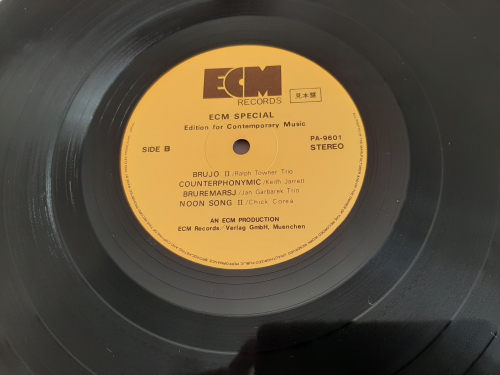 ECM
RECORDS
見本盤
ECM SPECIAL
Edition for Contemporary Music
PA-9601
SIDE B
STEREO
BRUJO II/Ralph Towner Trio
COUNTERPHONYMIC/Keith Jarrett
BRUREMARSJ/Jan Garbarek Trio
NOON SONG II/Chick Corea
AN ECM PRODUCTION
ECM Records/Verlag GmbH, Muenchen